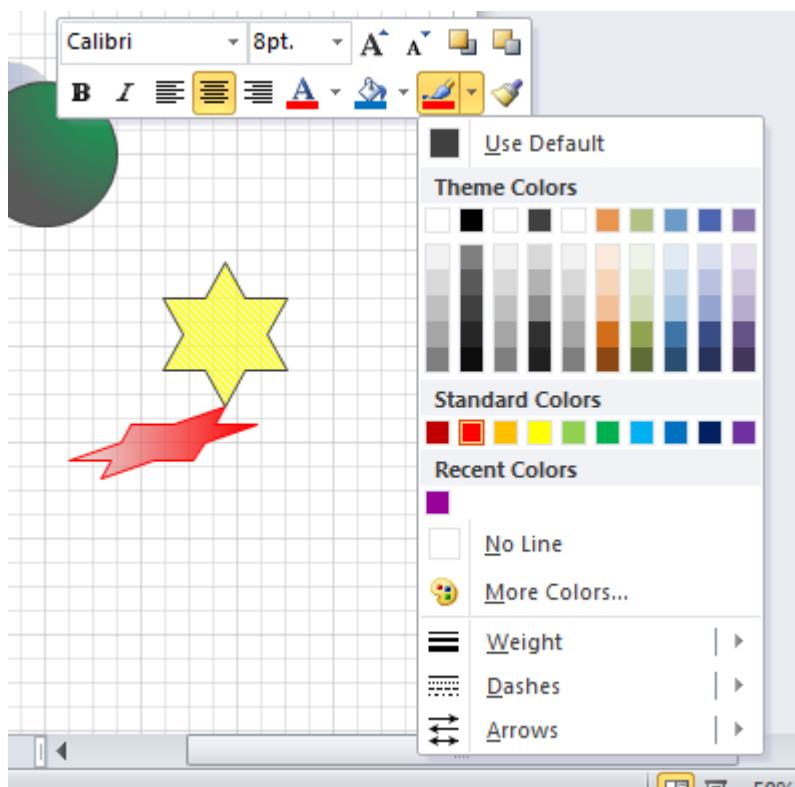 Calibri 8pt. A A
B I A
Use Default
Theme Colors
Standard Colors
Recent Colors
No Line
More Colors...
Weight
Dashes
Arrows